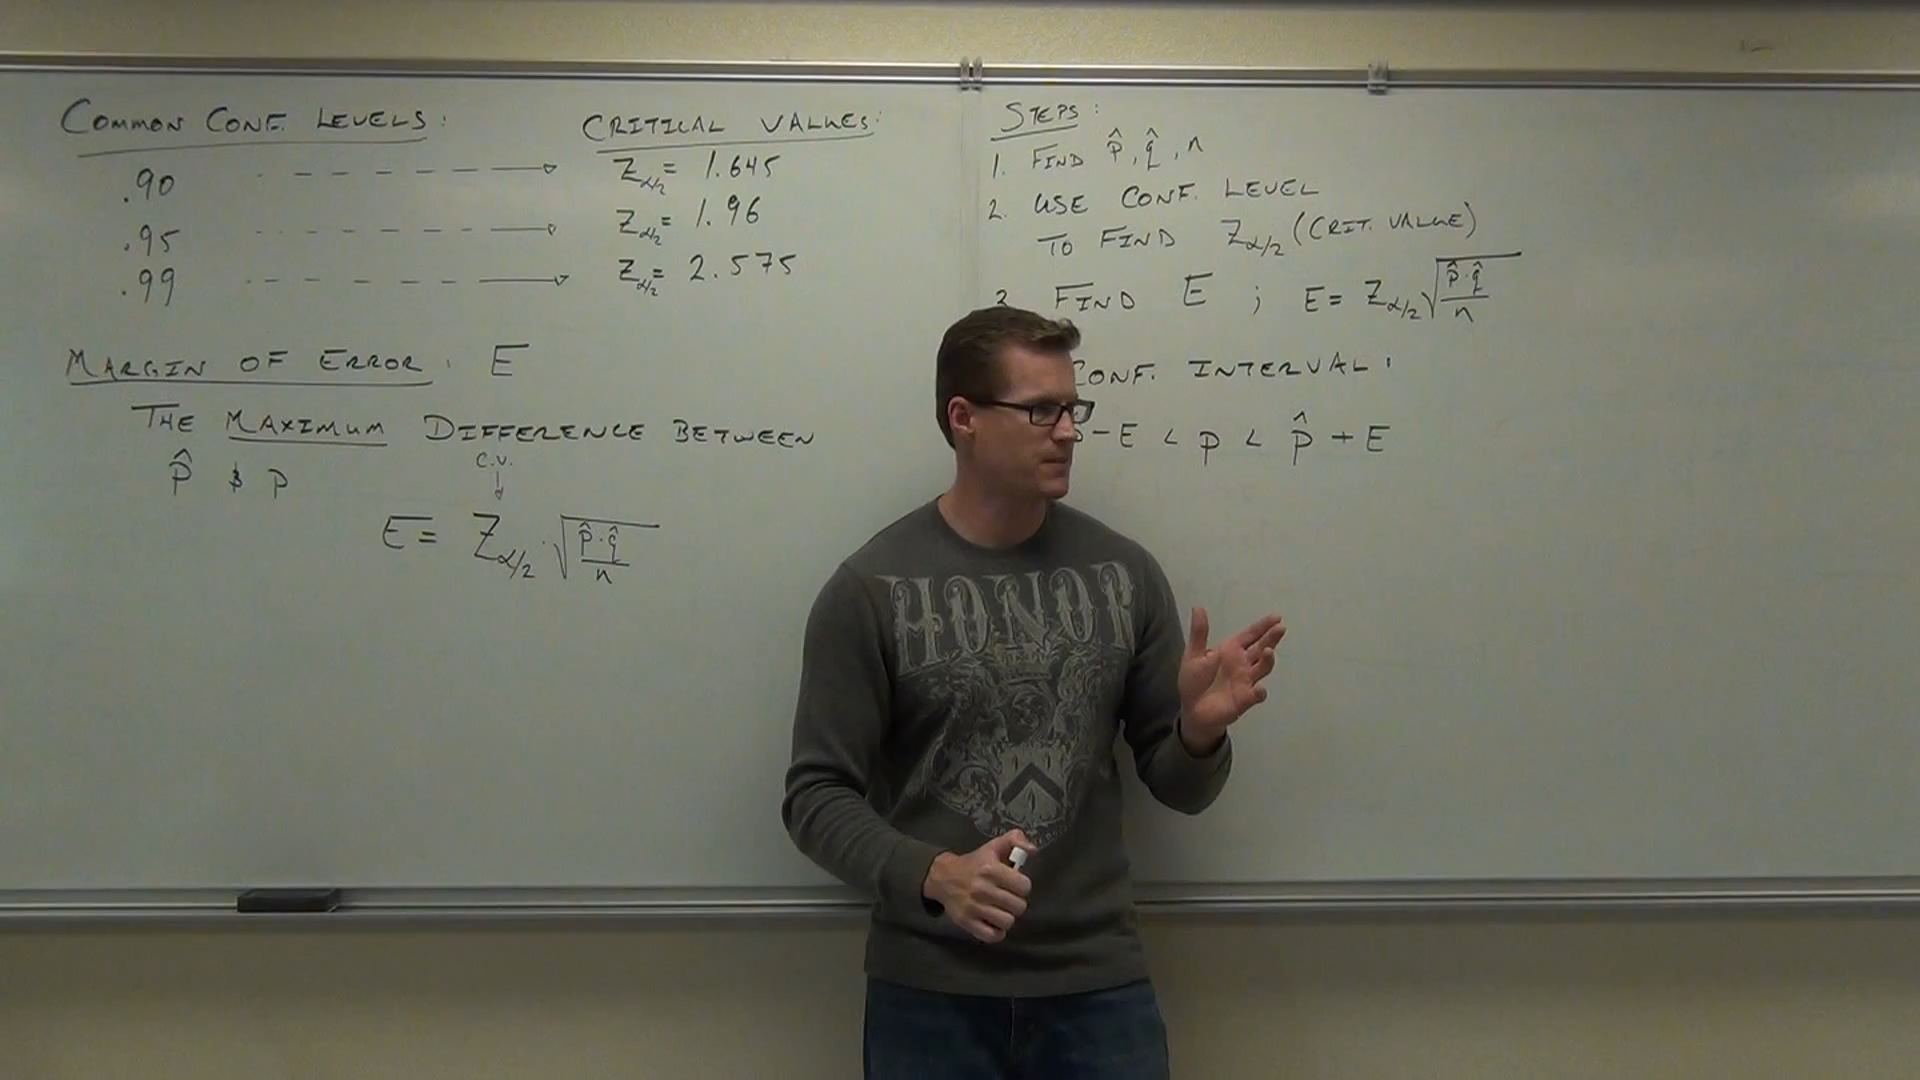 COMMON CONF. LEVELS:
.90
.95
.99
CRITICAL VALUES:
Zα/2 = 1.645
Zα/2 = 1.96
Zα/2 = 2.575
MARGIN OF ERROR: E
THE MAXIMUM DIFFERENCE BETWEEN
p̂ & p
C.V.
E = Zα/2 · √(p̂·q̂/n)
STEPS:
1. FIND p̂, q̂, n
2. USE CONF. LEVEL
TO FIND Zα/2 (CRIT. VALUE)
3. FIND E ; E = Zα/2 √(p̂·q̂/n)
CONF. INTERVAL:
- E < p < p̂ + E
HONOR